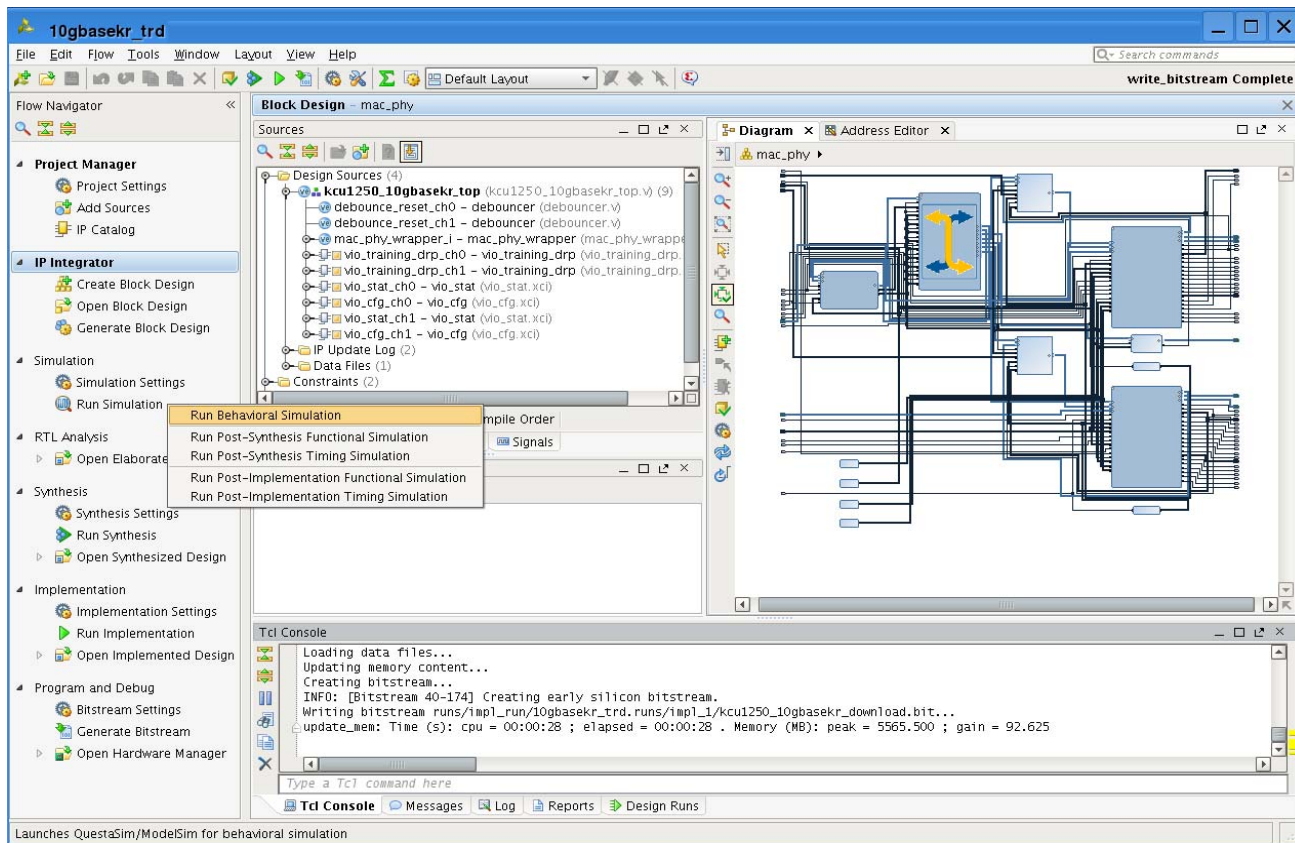 10gbasekr_trd
File Edit Flow Tools Window Layout View Help
Search commands
Default Layout
write_bitstream Complete
Flow Navigator
Project Manager
Project Settings
Add Sources
IP Catalog
IP Integrator
Create Block Design
Open Block Design
Generate Block Design
Simulation
Simulation Settings
Run Simulation
RTL Analysis
Open Elaborate
Synthesis
Synthesis Settings
Run Synthesis
Open Synthesized Design
Implementation
Implementation Settings
Run Implementation
Open Implemented Design
Program and Debug
Bitstream Settings
Generate Bitstream
Open Hardware Manager
Run Behavioral Simulation
Run Post-Synthesis Functional Simulation
Run Post-Synthesis Timing Simulation
Run Post-Implementation Functional Simulation
Run Post-Implementation Timing Simulation
Block Design - mac_phy
Sources
Design Sources (4)
kcu1250_10gbasekr_top (kcu1250_10gbasekr_top.v) (9)
debounce_reset_ch0 - debouncer (debouncer.v)
debounce_reset_ch1 - debouncer (debouncer.v)
mac_phy_wrapper_i - mac_phy_wrapper (mac_phy_wrappe
vio_training_drp_ch0 - vio_training_drp (vio_training_drp.
vio_training_drp_ch1 - vio_training_drp (vio_training_drp.
vio_stat_ch0 - vio_stat (vio_stat.xci)
vio_cfg_ch0 - vio_cfg (vio_cfg.xci)
vio_stat_ch1 - vio_stat (vio_stat.xci)
vio_cfg_ch1 - vio_cfg (vio_cfg.xci)
IP Update Log (2)
Data Files (1)
Constraints (2)
mpile Order
Signals
Diagram
Address Editor
mac_phy
Tcl Console
Loading data files...
Updating memory content...
Creating bitstream...
INFO: [Bitstream 40-174] Creating early silicon bitstream.
Writing bitstream runs/impl_run/10gbasekr_trd.runs/impl_1/kcu1250_10gbasekr_download.bit...
update_mem: Time (s): cpu = 00:00:28 ; elapsed = 00:00:28 . Memory (MB): peak = 5565.500 ; gain = 92.625
Type a Tcl command here
Tcl Console Messages Log Reports Design Runs
Launches QuestaSim/ModelSim for behavioral simulation